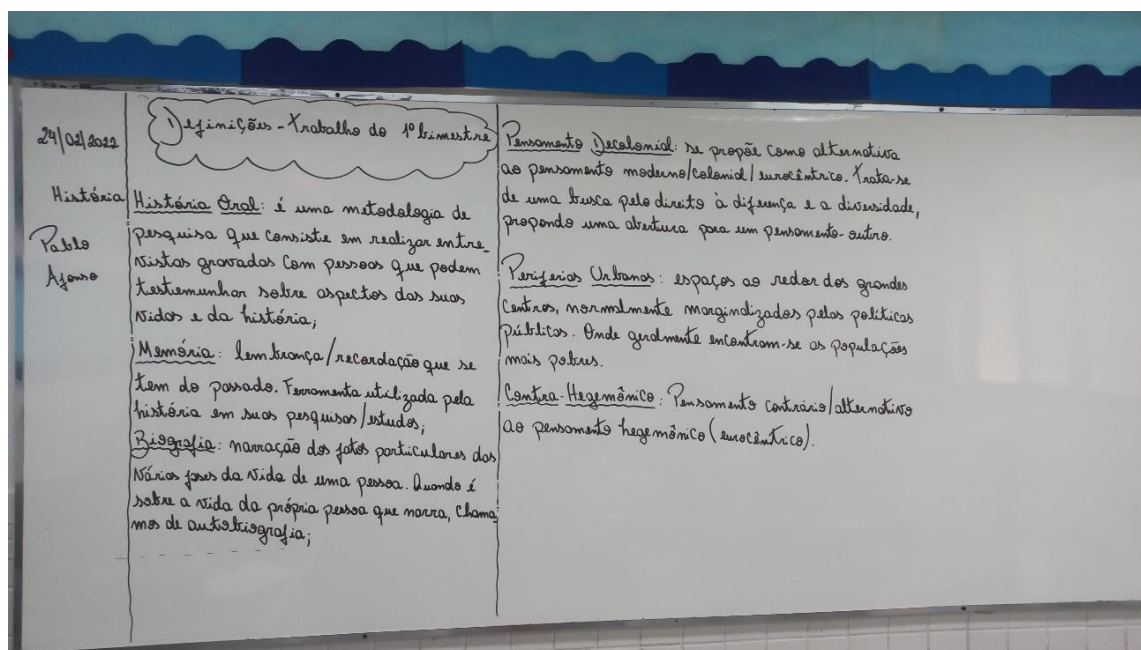 24/02/2022
História
Pablo
Afonso
Definições - Trabalho do 1º bimestre
História Oral: é uma metodologia de
pesquisa que consiste em realizar entre-
vistas gravadas com pessoas que podem
testemunhar sobre aspectos das suas
vidas e da história;
Memória: lembrança/recordação que se
tem do passado. Ferramenta utilizada pela
história em suas pesquisas/estudos;
Biografia: narração dos fatos particulares das
várias fases da vida de uma pessoa. Quando é
sobre a vida da própria pessoa que narra, chama-
mos de autobiografia;
Pensamento Decolonial: se propõe como alternativa
ao pensamento moderno/colonial/eurocêntrico. Trata-se
de uma busca pelo direito à diferença e a diversidade,
propondo uma abertura para um pensamento-outro.
Periferias Urbanas: espaços ao redor dos grandes
centros, normalmente marginalizados pelas políticas
públicas. Onde geralmente encontram-se as populações
mais pobres.
Contra-Hegemônico: Pensamento contrário/alternativo
ao pensamento hegemônico (eurocêntrico).